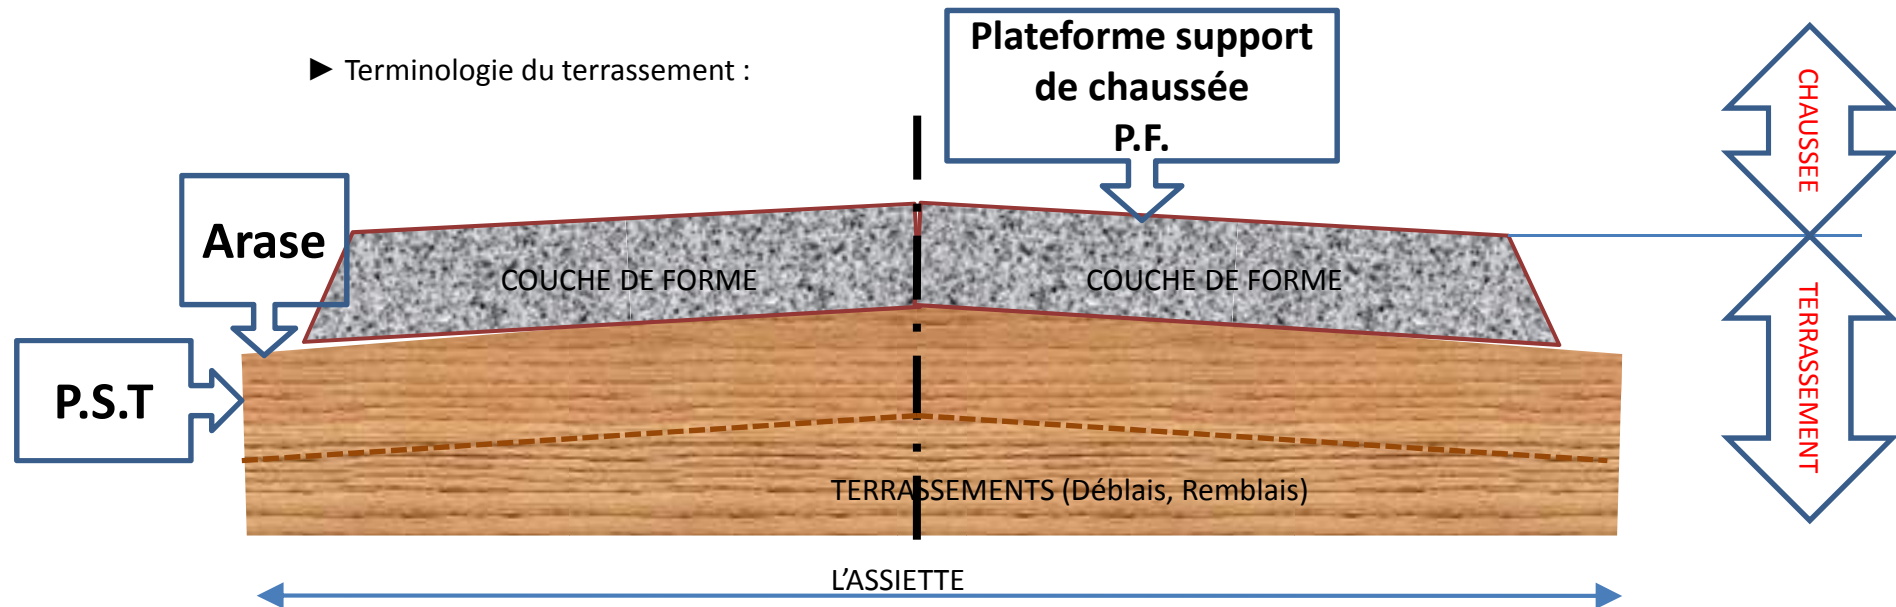 ► Terminologie du terrassement :
Plateforme support
de chaussée
P.F.
CHAUSSEE
Arase
COUCHE DE FORME
COUCHE DE FORME
P.S.T
TERRASSEMENT
TERRASSEMENTS (Déblais, Remblais)
L'ASSIETTE